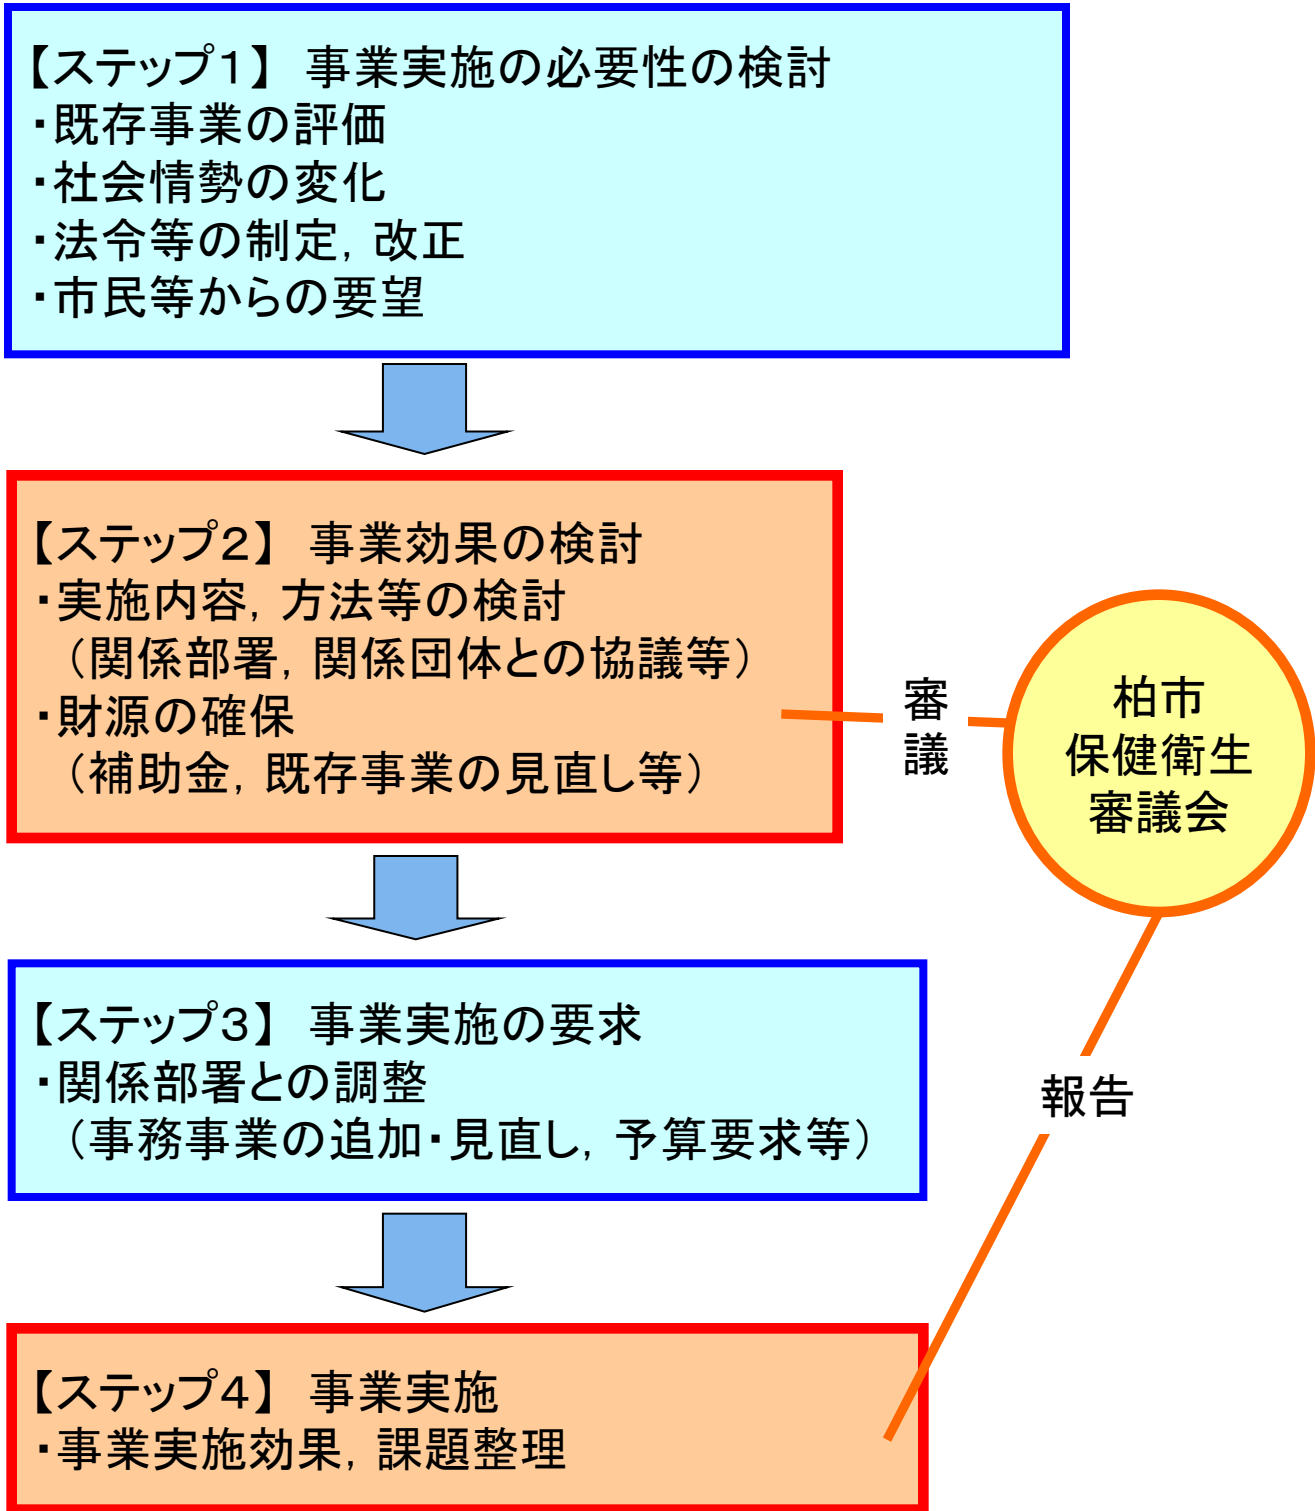 【ステップ１】 事業実施の必要性の検討
・既存事業の評価
・社会情勢の変化
・法令等の制定，改正
・市民等からの要望
【ステップ２】 事業効果の検討
・実施内容，方法等の検討
（関係部署，関係団体との協議等）
・財源の確保
（補助金，既存事業の見直し等）
審
議
柏市
保健衛生
審議会
【ステップ３】 事業実施の要求
・関係部署との調整
（事務事業の追加・見直し，予算要求等）
報告
【ステップ４】 事業実施
・事業実施効果，課題整理